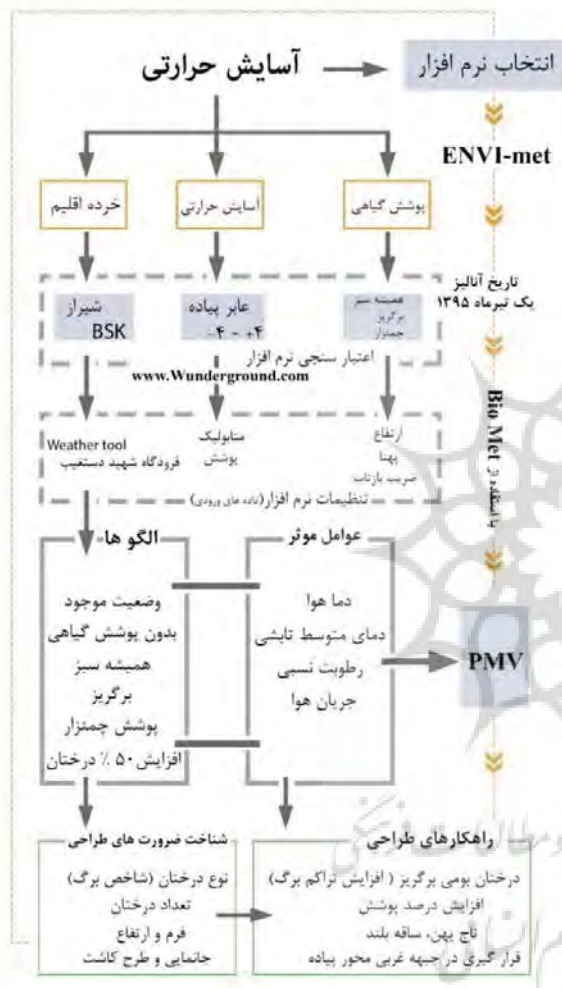 آسایش حرارتی
انتخاب نرم افزار
ENVI-met
پوشش گیاهی
آسایش حرارتی
خرده اقلیم
تاریخ آنالیز
یک تیرماه ۱۳۹۵
همیشه سبز
برگریز
چمنزار
عابر پیاده
-۴ - +۴
شیراز
BSK
اعتبار سنجی نرم افزار
www.Wunderground.com
ارتفاع
پهنا
ضریب بازتاب
متابولیک
پوشش
Weather tool
فرودگاه شهید دستغیب
تنظیمات نرم افزار(داده های ورودی)
با استفاده از Bio Met
عوامل موثر
دما هوا
دمای متوسط تابشی
رطوبت نسبی
جریان هوا
الگو ها
وضعیت موجود
بدون پوشش گیاهی
همیشه سبز
برگریز
پوشش چمنزار
افزایش ۵۰ ٪ درختان
PMV
راهکارهای طراحی
درختان بومی برگریز ( افزایش تراکم برگ)
افزایش درصد پوشش
تاج پهن، ساقه بلند
قرار گیری در جبهه غربی محور پیاده
شناخت ضرورت های طراحی
نوع درختان (شاخص برگ)
تعداد درختان
فرم و ارتفاع
جانمایی و طرح کاشت